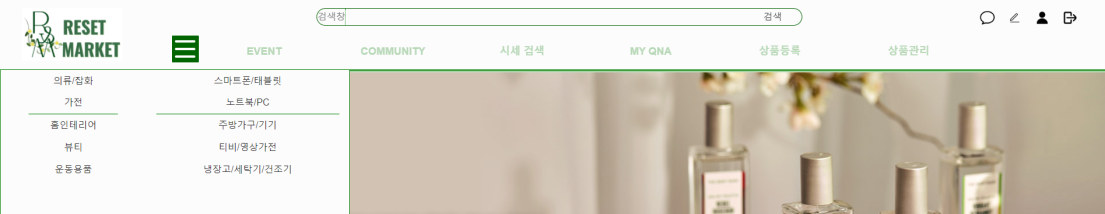 RESET
MARKET
검색창 검색
EVENT COMMUNITY 시세 검색 MY QNA 상품등록 상품관리
의류/잡화 스마트폰/태블릿
가전 노트북/PC
홈인테리어 주방가구/기기
뷰티 티비/영상가전
운동용품 냉장고/세탁기/건조기